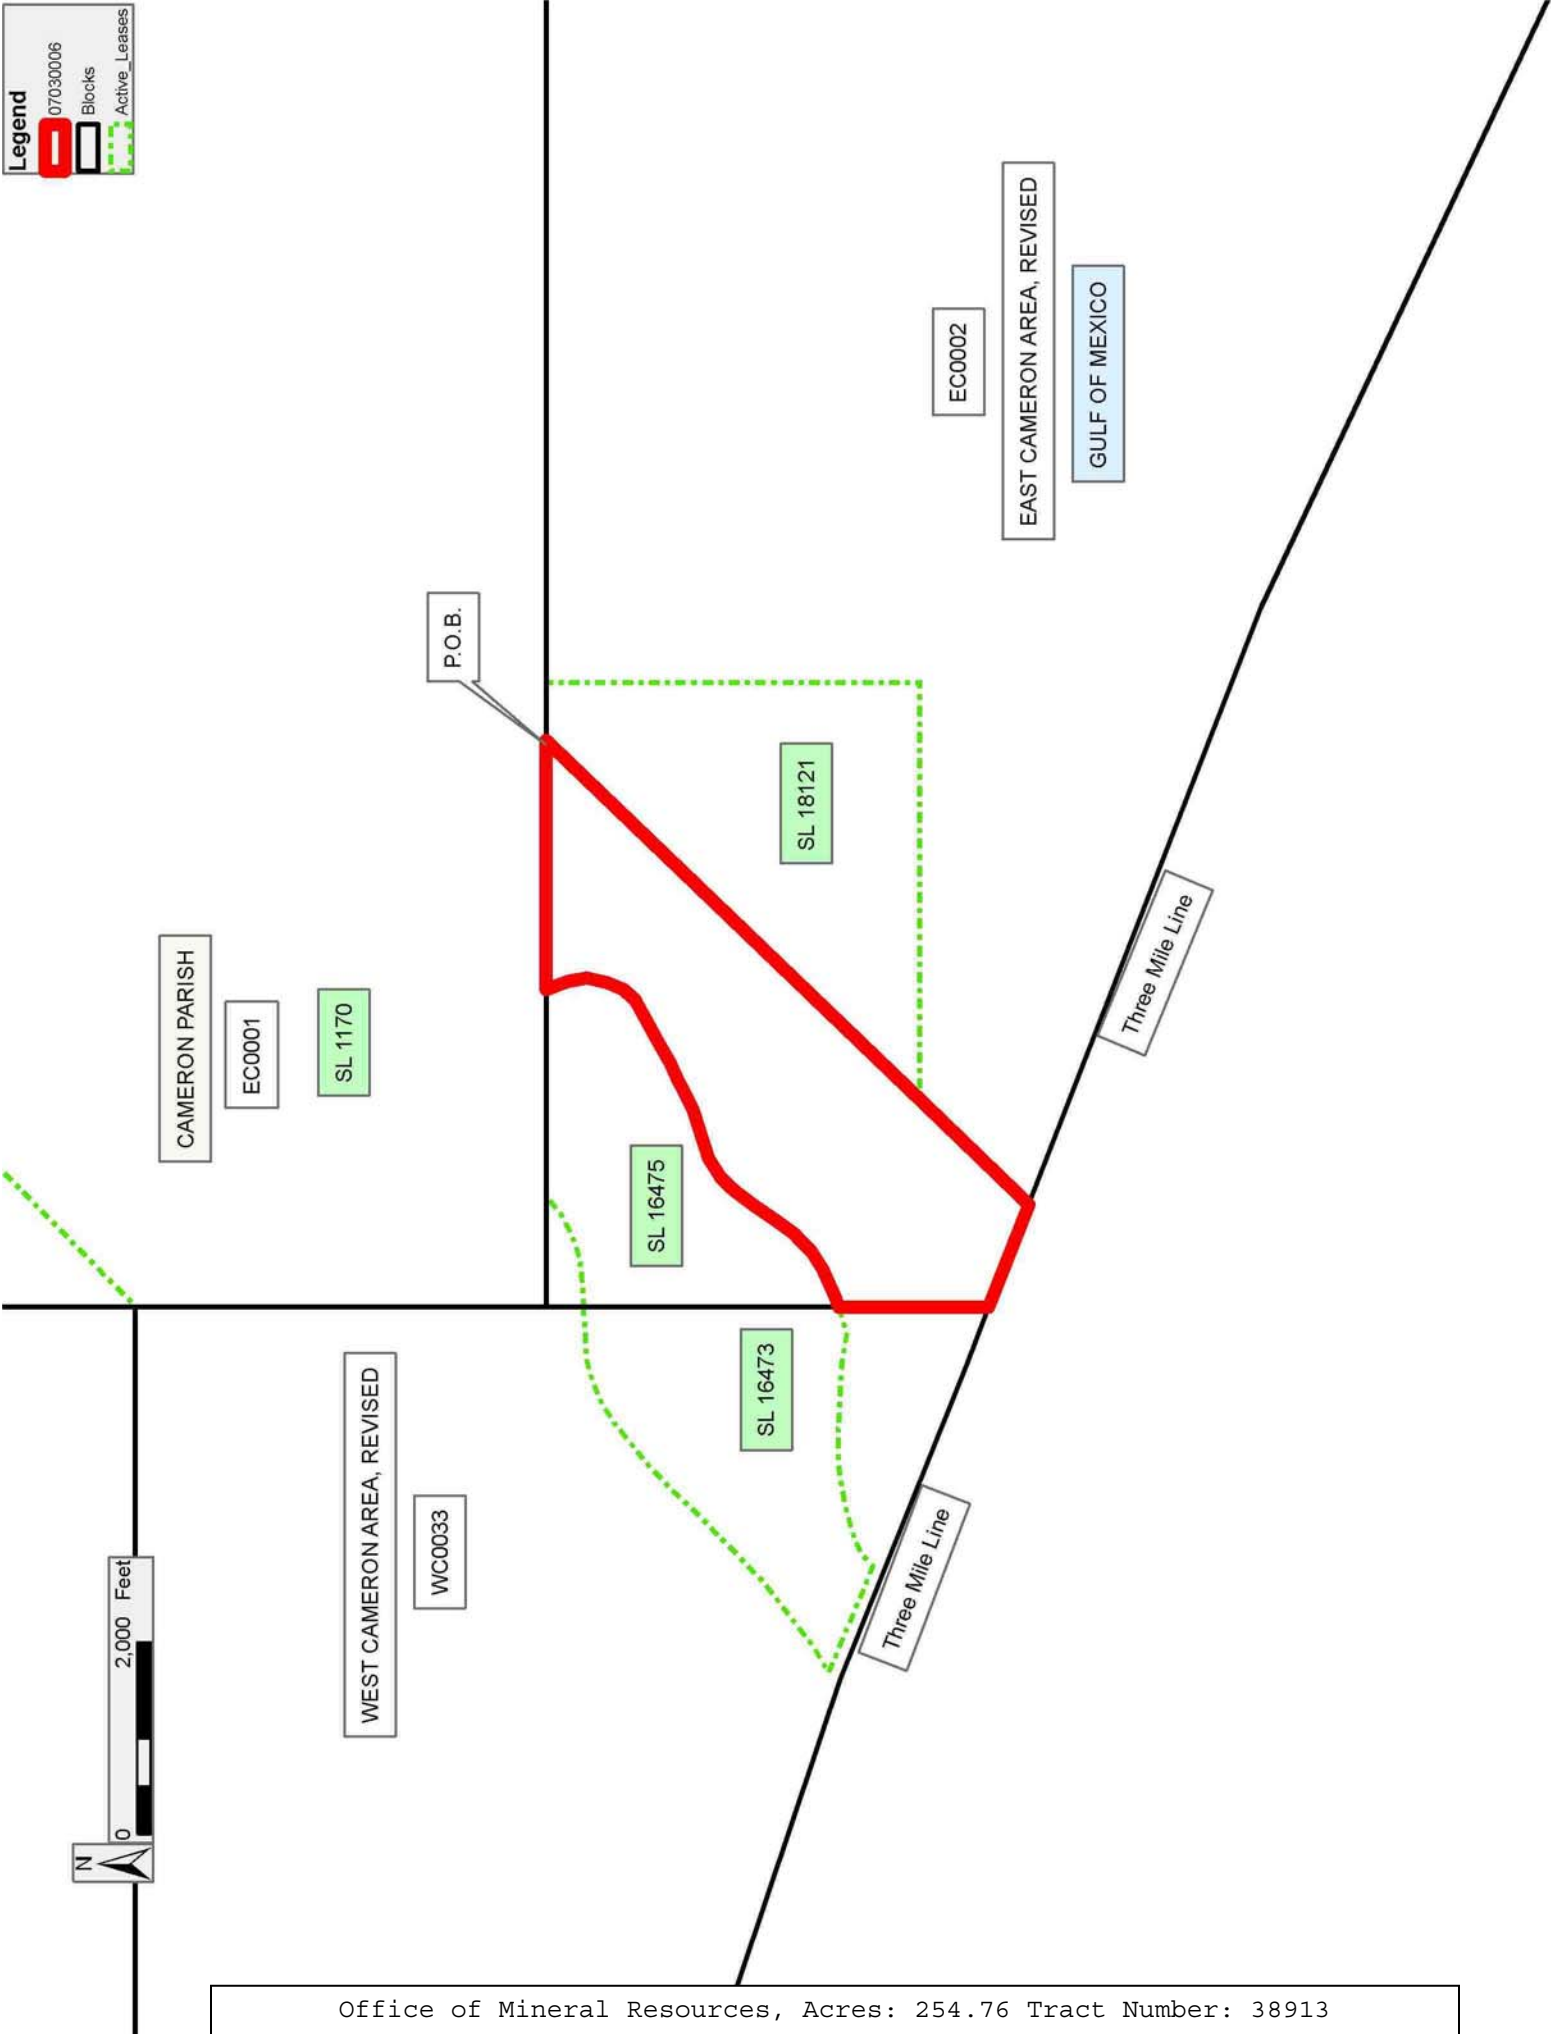 Legend
07030006
Blocks
Active_Leases
N
0
2,000 Feet
CAMERON PARISH
EC0001
SL 1170
WEST CAMERON AREA, REVISED
WC0033
P.O.B.
SL 16475
SL 16473
SL 18121
EC0002
EAST CAMERON AREA, REVISED
GULF OF MEXICO
Three Mile Line
Three Mile Line
Office of Mineral Resources, Acres: 254.76 Tract Number: 38913